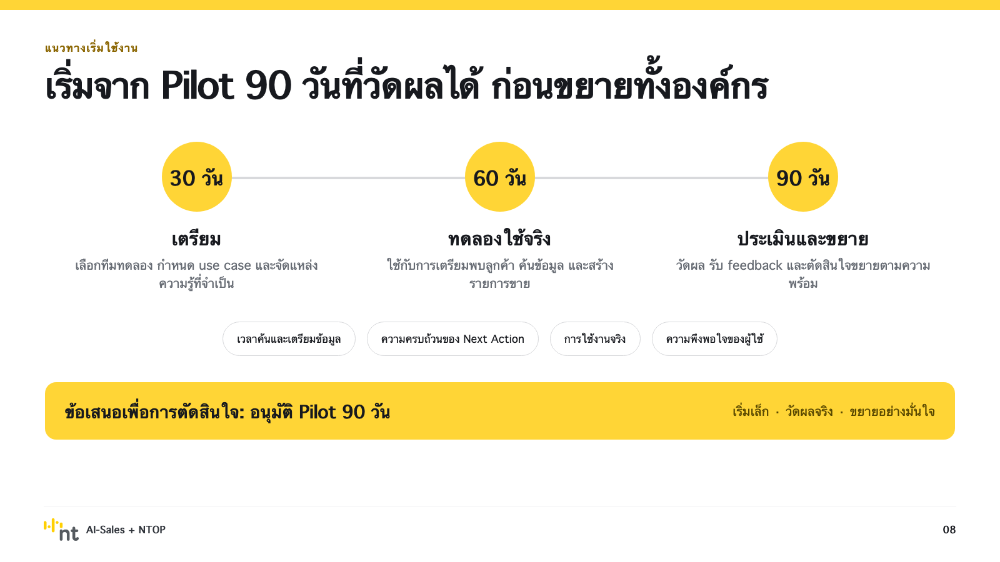 แนวทางเริ่มใช้งาน
เริ่มจาก Pilot 90 วันที่วัดผลได้ ก่อนขยายทั้งองค์กร
30 วัน
60 วัน
90 วัน
เตรียม
ทดลองใช้จริง
ประเมินและขยาย
เลือกทีมทดลอง กำหนด use case และจัดแหล่ง
ความรู้ที่จำเป็น
ใช้กับการเตรียมพบลูกค้า ค้นข้อมูล และสร้าง
รายการขาย
วัดผล รับ feedback และตัดสินใจขยายตามความ
พร้อม
เวลาค้นและเตรียมข้อมูล
ความครบถ้วนของ Next Action
การใช้งานจริง
ความพึงพอใจของผู้ใช้
ข้อเสนอเพื่อการตัดสินใจ: อนุมัติ Pilot 90 วัน
เริ่มเล็ก · วัดผลจริง · ขยายอย่างมั่นใจ
nt
AI-Sales + NTOP
08